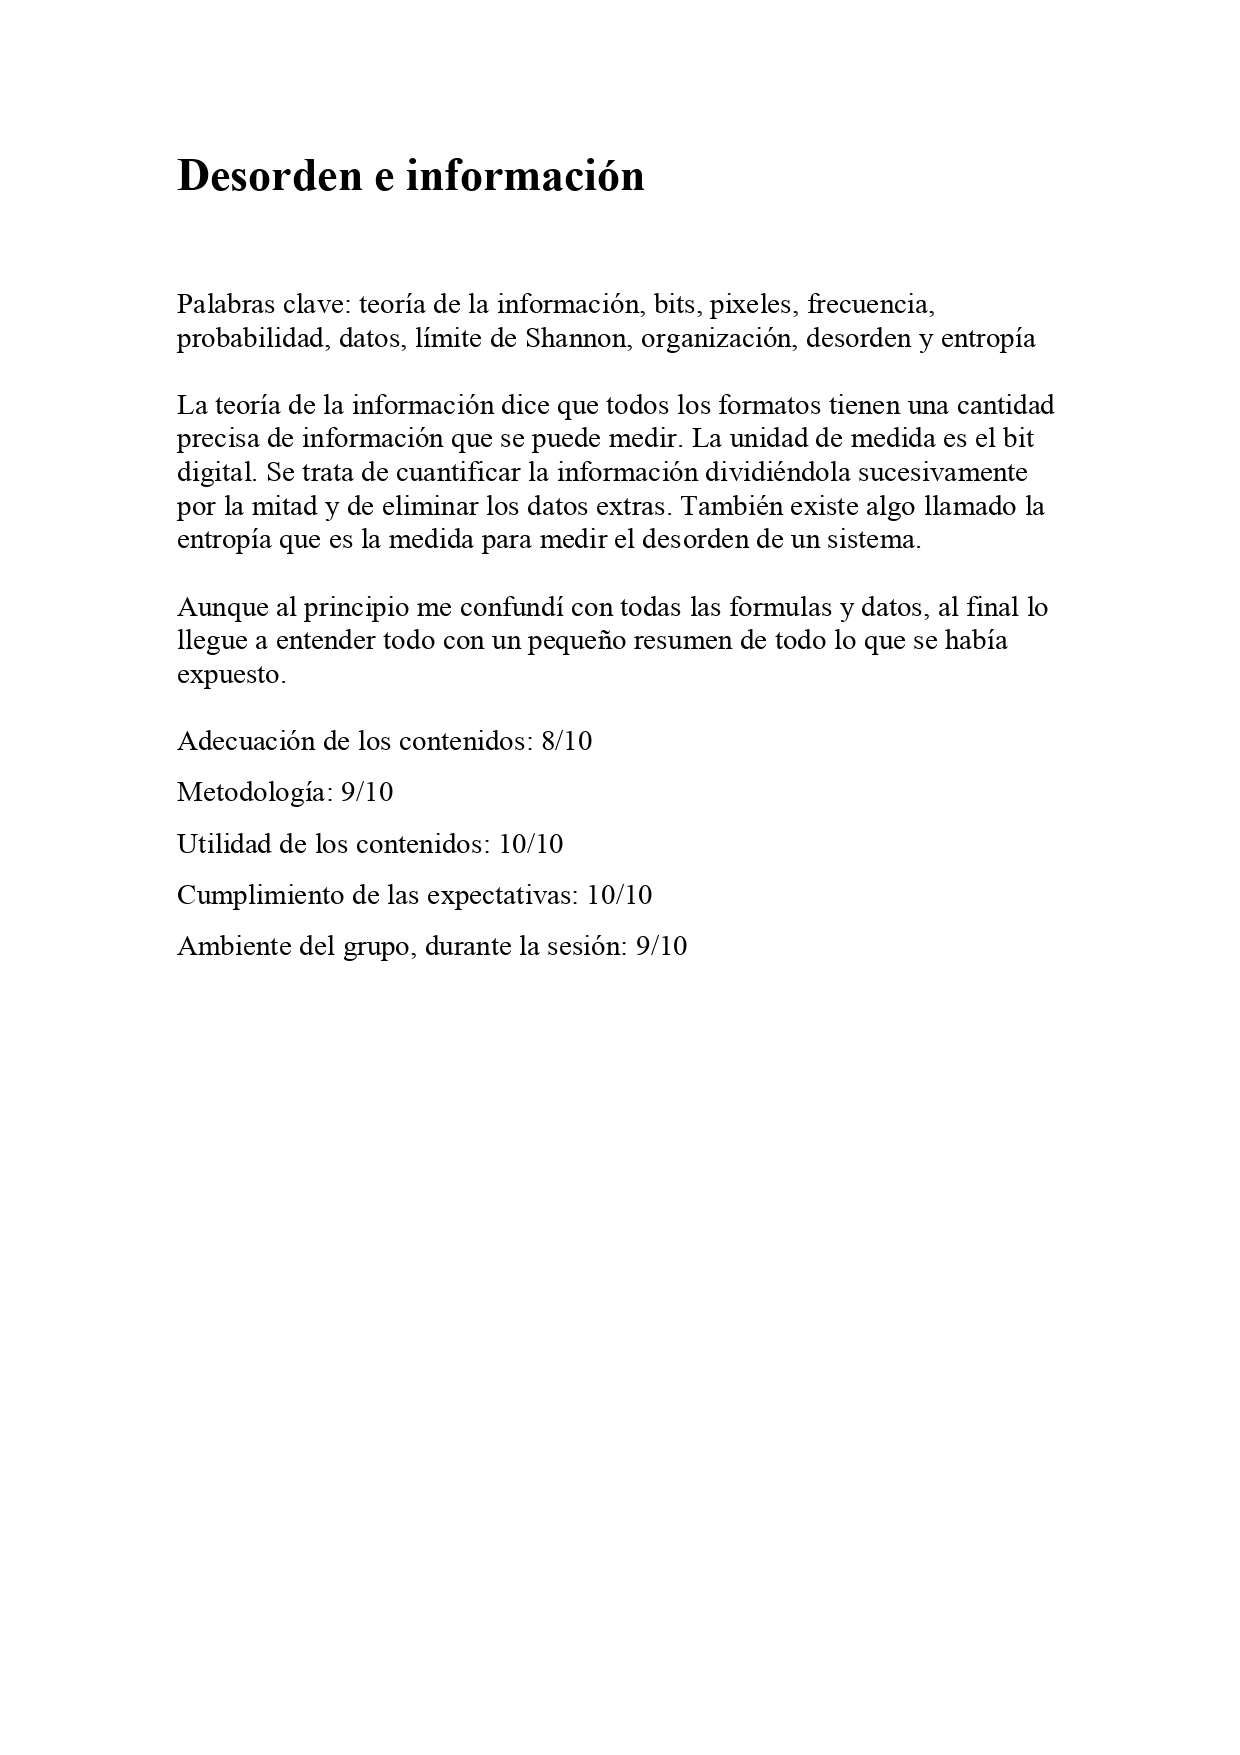 Desorden e información
Palabras clave: teoría de la información, bits, pixeles, frecuencia,
probabilidad, datos, límite de Shannon, organización, desorden y entropía
La teoría de la información dice que todos los formatos tienen una cantidad
precisa de información que se puede medir. La unidad de medida es el bit
digital. Se trata de cuantificar la información dividiéndola sucesivamente
por la mitad y de eliminar los datos extras. También existe algo llamado la
entropía que es la medida para medir el desorden de un sistema.
Aunque al principio me confundí con todas las formulas y datos, al final lo
llegue a entender todo con un pequeño resumen de todo lo que se había
expuesto.
Adecuación de los contenidos: 8/10
Metodología: 9/10
Utilidad de los contenidos: 10/10
Cumplimiento de las expectativas: 10/10
Ambiente del grupo, durante la sesión: 9/10